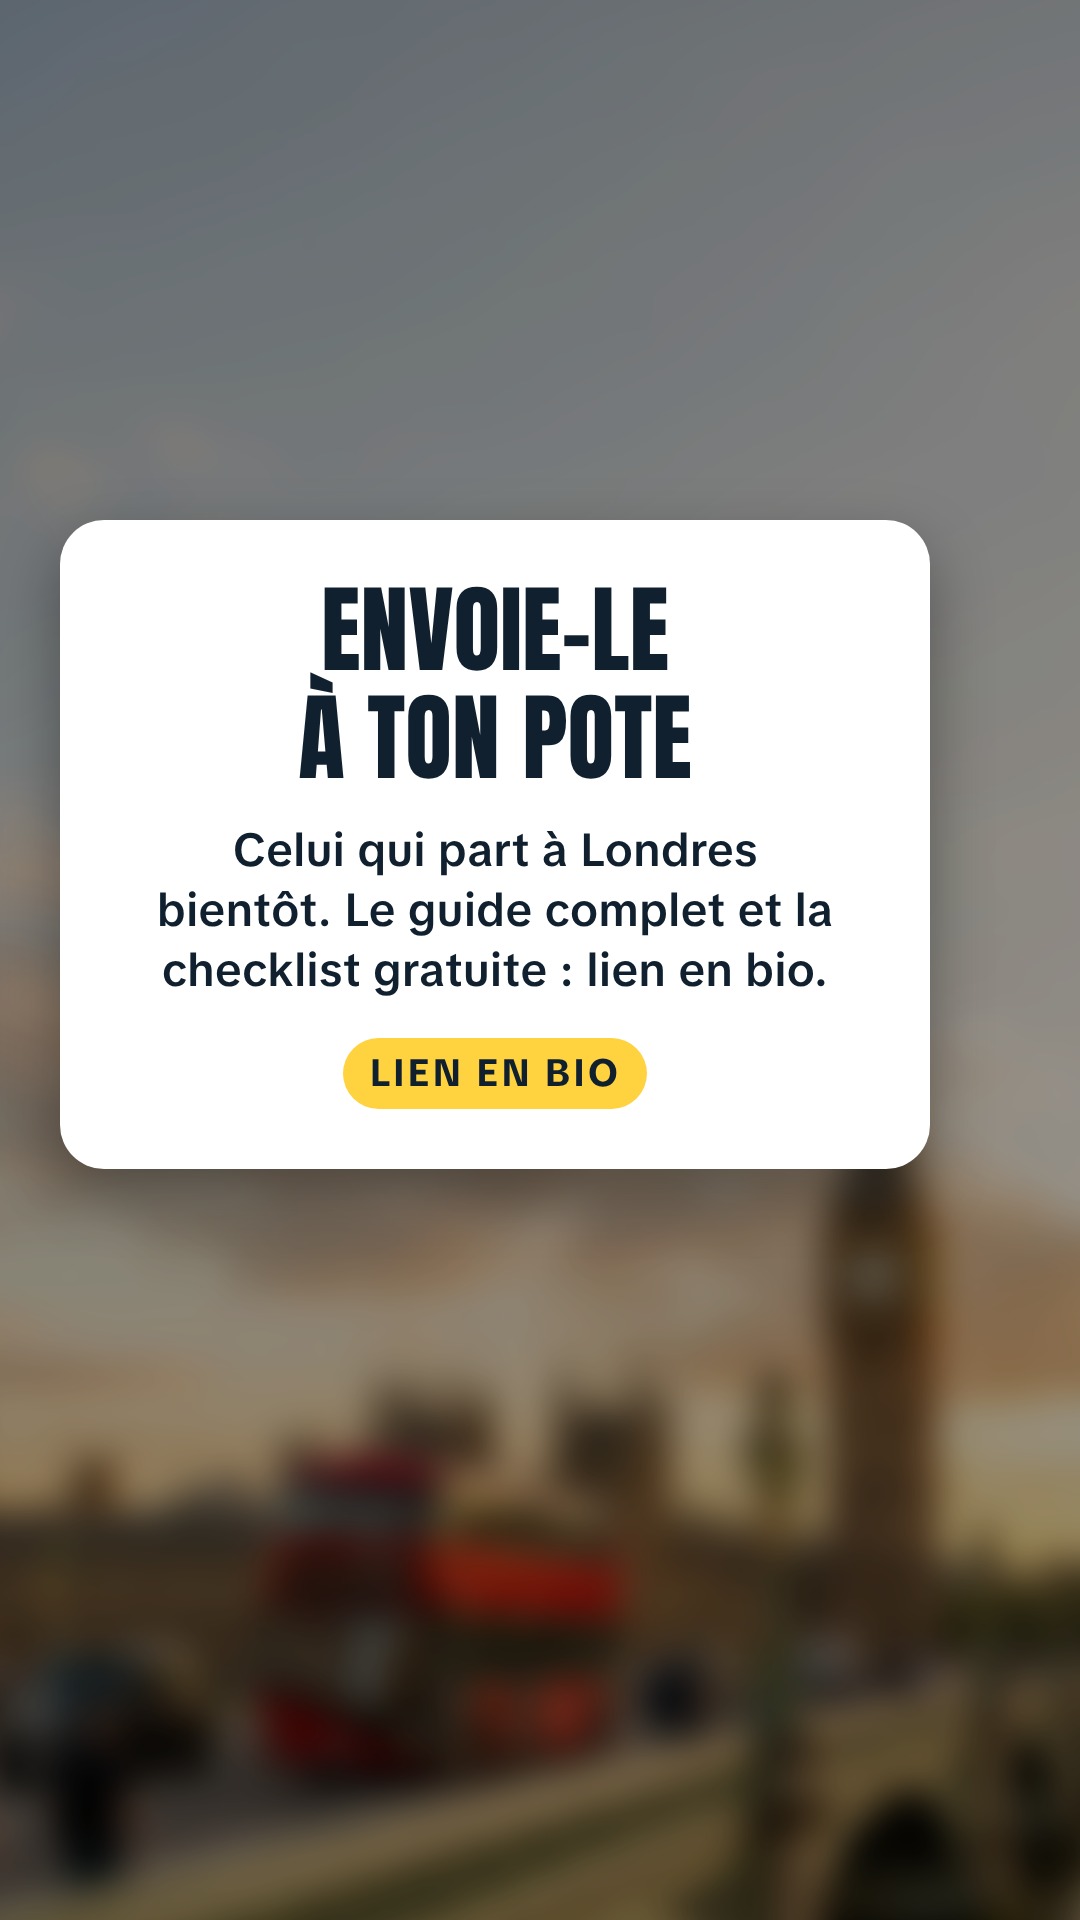 ENVOIE-LE
À TON POTE
Celui qui part à Londres
bientôt. Le guide complet et la
checklist gratuite : lien en bio.
LIEN EN BIO